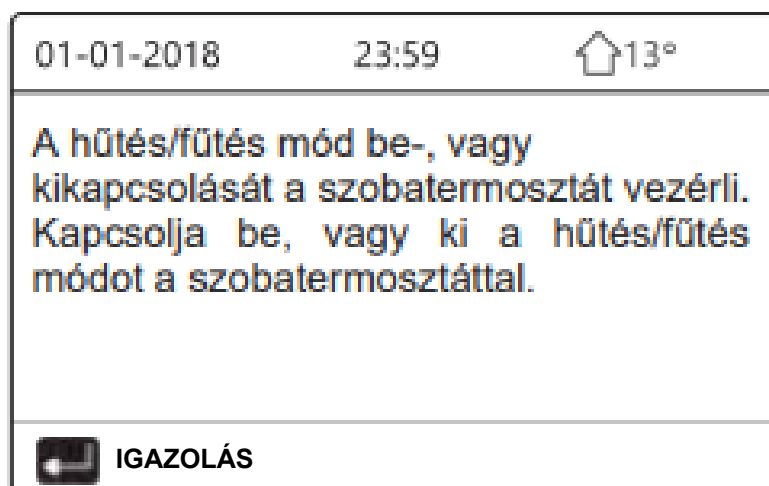 01-01-2018 23:59 13°
A hűtés/fűtés mód be-, vagy
kikapcsolását a szobatermosztát vezérli.
Kapcsolja be, vagy ki a hűtés/fűtés
módot a szobatermosztáttal.
IGAZOLÁS